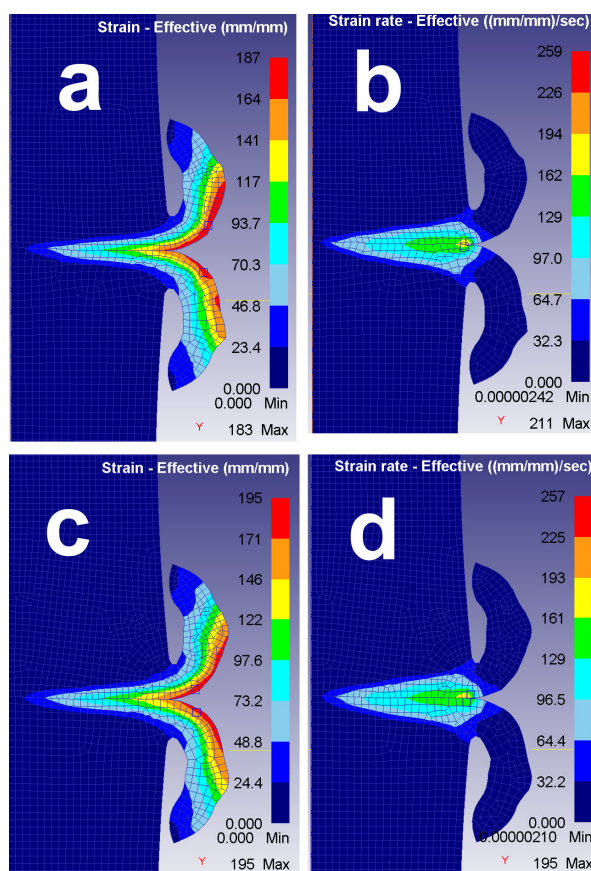 Strain - Effective (mm/mm)
187
164
141
117
93.7
70.3
46.8
23.4
0.000
0.000 Min
Y
183 Max
a
Strain rate - Effective ((mm/mm)/sec)
259
226
194
162
129
97.0
64.7
32.3
0.000
0.00000242 Min
Y
211 Max
b
Strain - Effective (mm/mm)
195
171
146
122
97.6
73.2
48.8
24.4
0.000
0.000 Min
Y
195 Max
c
Strain rate - Effective ((mm/mm)/sec)
257
225
193
161
129
96.5
64.4
32.2
0.000
0.00000210 Min
Y
195 Max
d